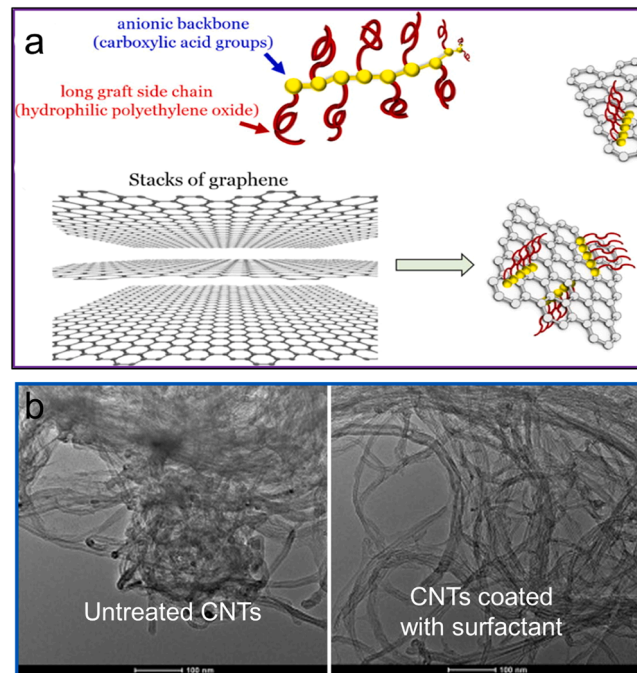 a
anionic backbone
(carboxylic acid groups)
long graft side chain
(hydrophilic polyethylene oxide)
Stacks of graphene
b
Untreated CNTs
CNTs coated
with surfactant
100 nm
100 nm